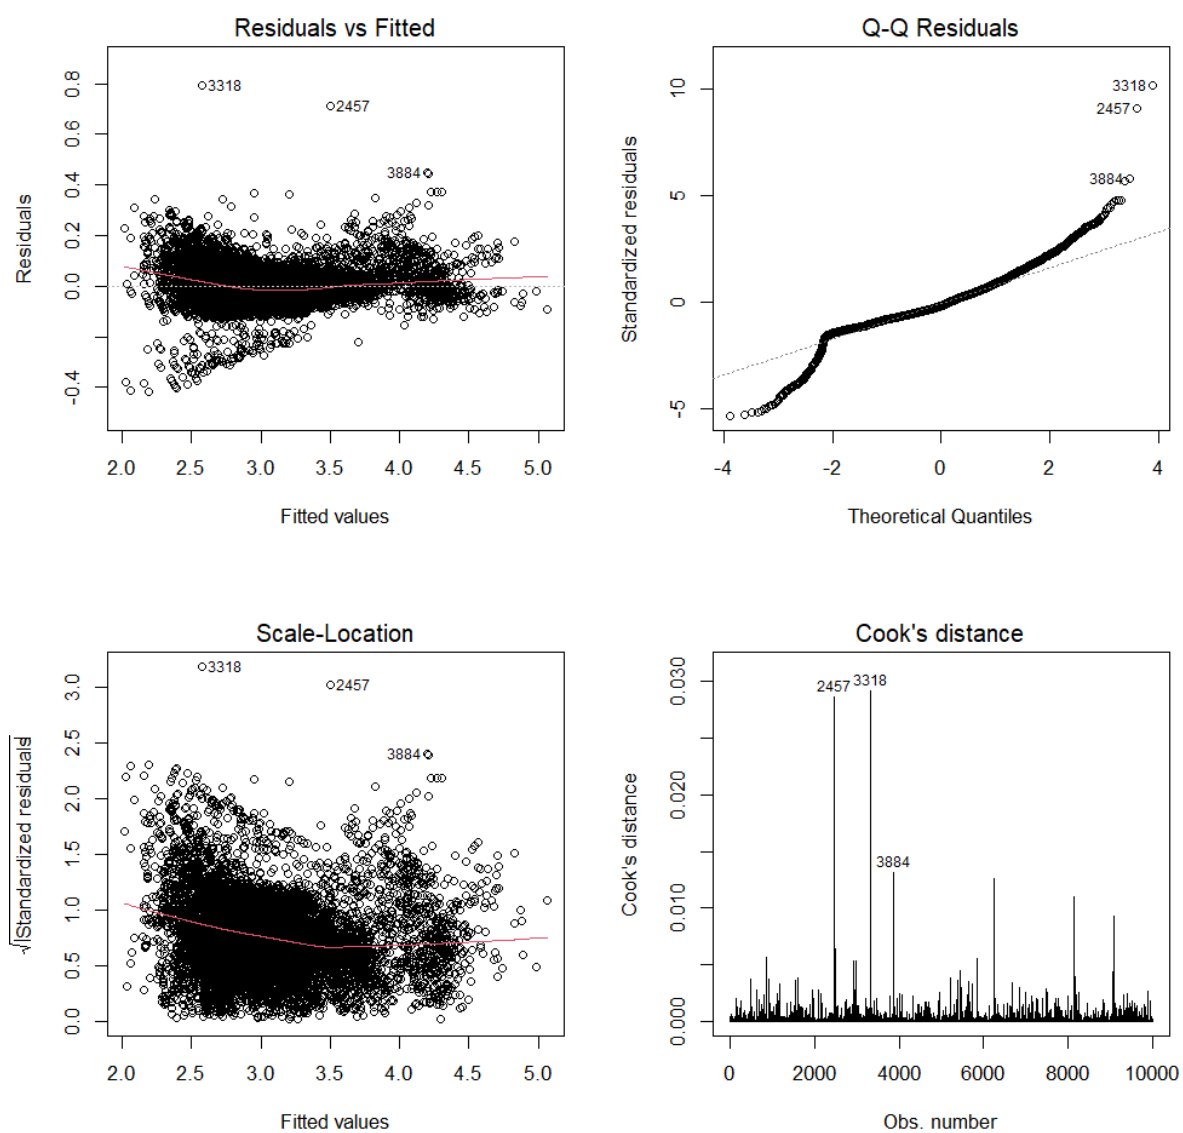 Residuals vs Fitted
Residuals
0.8
0.6
0.4
0.2
0.0
-0.4
3318
2457
3884
2.0 2.5 3.0 3.5 4.0 4.5 5.0
Fitted values
Q-Q Residuals
Standardized residuals
10
5
0
-5
3318
2457
3884
-4 -2 0 2 4
Theoretical Quantiles
Scale-Location
√|Standardized residuals|
3.0
2.5
2.0
1.5
1.0
0.5
0.0
3318
2457
3884
2.0 2.5 3.0 3.5 4.0 4.5 5.0
Fitted values
Cook's distance
Cook's distance
0.030
0.020
0.010
0.000
2457 3318
3884
0 2000 4000 6000 8000 10000
Obs. number